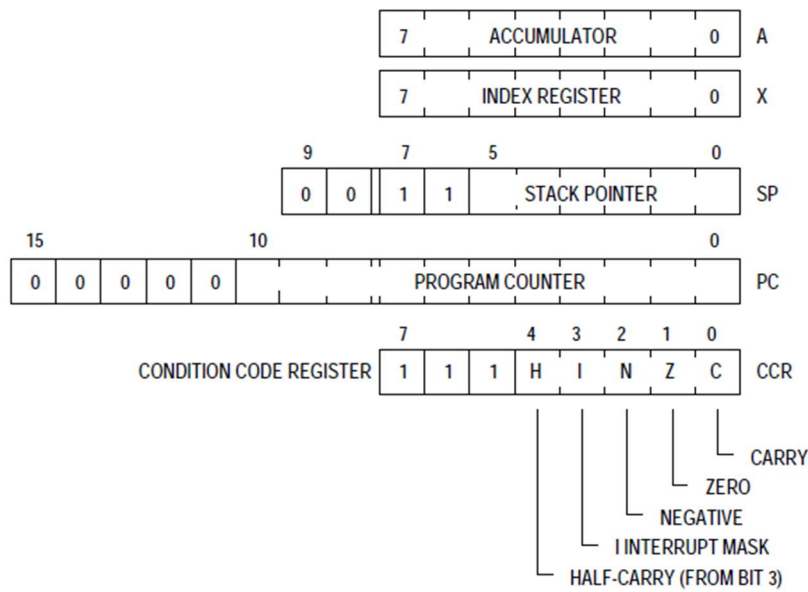 7 ACCUMULATOR 0 A
7 INDEX REGISTER 0 X
9 7 5 0
0 0 1 1 STACK POINTER SP
15 10 0
0 0 0 0 0 PROGRAM COUNTER PC
7 4 3 2 1 0
CONDITION CODE REGISTER 1 1 1 H I N Z C CCR
CARRY
ZERO
NEGATIVE
I INTERRUPT MASK
HALF-CARRY (FROM BIT 3)